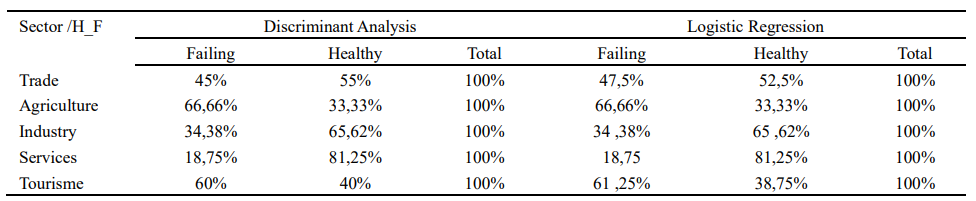 Sector /H_F Discriminant Analysis Logistic Regression
Failing Healthy Total Failing Healthy Total
Trade 45% 55% 100% 47,5% 52,5% 100%
Agriculture 66,66% 33,33% 100% 66,66% 33,33% 100%
Industry 34,38% 65,62% 100% 34 ,38% 65 ,62% 100%
Services 18,75% 81,25% 100% 18,75 81,25% 100%
Tourisme 60% 40% 100% 61 ,25% 38,75% 100%